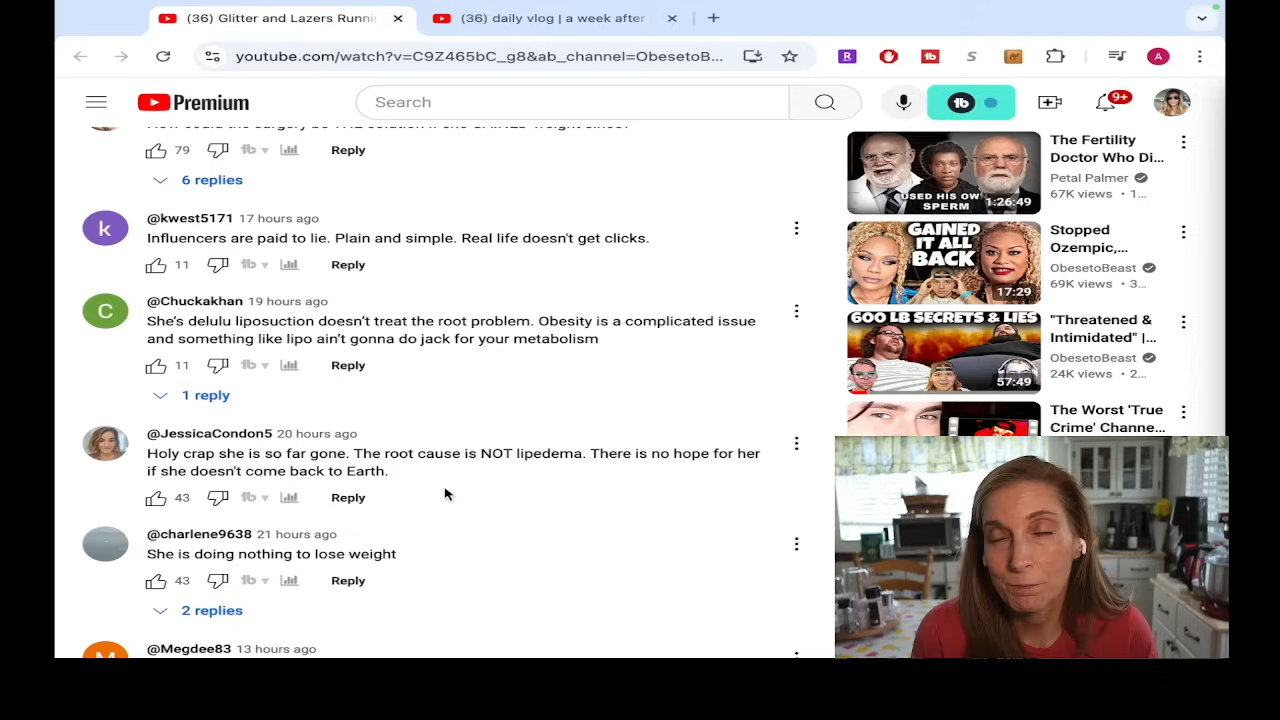 (36) Glitter and Lazers Runni
(36) daily vlog | a week after
youtube.com/watch?v=C9Z465bC_g8&ab_channel=ObesetoB...
Premium
Search
9+
A
79
Reply
6 replies
@kwest5171 17 hours ago
Influencers are paid to lie. Plain and simple. Real life doesn't get clicks.
11
Reply
@Chuckakhan 19 hours ago
She's delulu liposuction doesn't treat the root problem. Obesity is a complicated issue
and something like lipo ain't gonna do jack for your metabolism
11
Reply
1 reply
@JessicaCondon5 20 hours ago
Holy crap she is so far gone. The root cause is NOT lipedema. There is no hope for her
if she doesn't come back to Earth.
43
Reply
@charlene9638 21 hours ago
She is doing nothing to lose weight
43
Reply
2 replies
@Megdee83 13 hours ago
The Fertility
Doctor Who Di...
Petal Palmer
67K views • 1...
USED HIS OWN
SPERM
1:26:49
Stopped
Ozempic,...
ObesetoBeast
69K views • 3...
GAINED
IT ALL
BACK
17:29
"Threatened &
Intimidated" |...
ObesetoBeast
24K views • 2...
600 LB SECRETS & LIES
57:49
The Worst 'True
Crime' Channe...